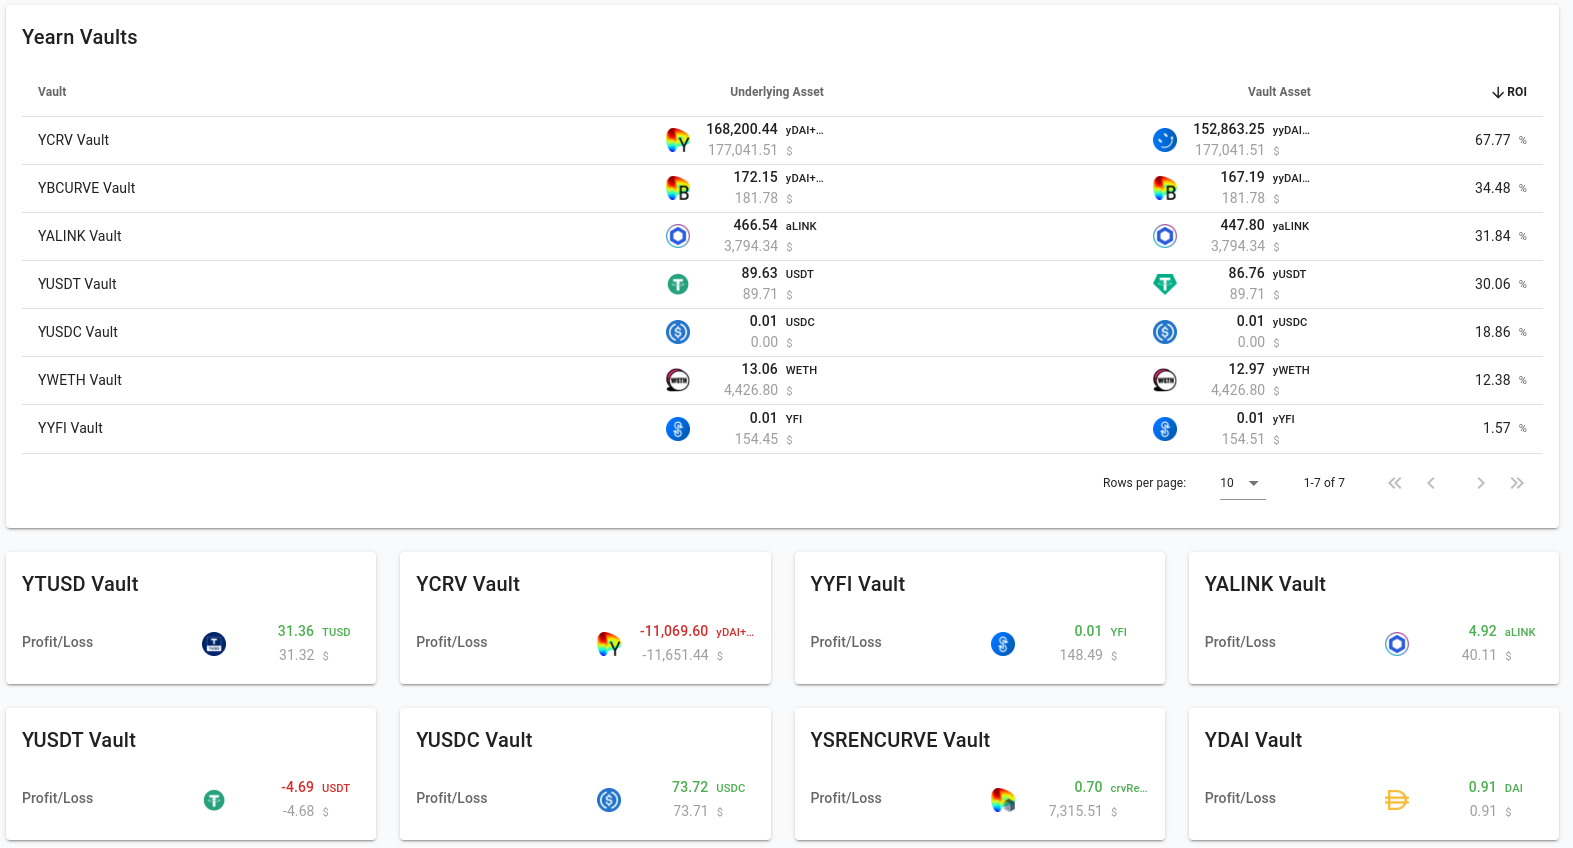 Yearn Vaults
Vault Underlying Asset Vault Asset ROI
YCRV Vault 168,200.44 yDAI+... 152,863.25 yyDAI... 67.77 %
177,041.51 $ 177,041.51 $
YBCURVE Vault 172.15 yDAI+... 167.19 yyDAI... 34.48 %
181.78 $ 181.78 $
YALINK Vault 466.54 aLINK 447.80 yaLINK 31.84 %
3,794.34 $ 3,794.34 $
YUSDT Vault 89.63 USDT 86.76 yUSDT 30.06 %
89.71 $ 89.71 $
YUSDC Vault 0.01 USDC 0.01 yUSDC 18.86 %
0.00 $ 0.00 $
YWETH Vault 13.06 WETH 12.97 yWETH 12.38 %
4,426.80 $ 4,426.80 $
YYFI Vault 0.01 YFI 0.01 yYFI 1.57 %
154.45 $ 154.51 $
Rows per page: 10 1-7 of 7
YTUSD Vault
Profit/Loss 31.36 TUSD
31.32 $
YCRV Vault
Profit/Loss -11,069.60 yDAI+...
-11,651.44 $
YYFI Vault
Profit/Loss 0.01 YFI
148.49 $
YALINK Vault
Profit/Loss 4.92 aLINK
40.11 $
YUSDT Vault
Profit/Loss -4.69 USDT
-4.68 $
YUSDC Vault
Profit/Loss 73.72 USDC
73.71 $
YSRENCURVE Vault
Profit/Loss 0.70 crvRe...
7,315.51 $
YDAI Vault
Profit/Loss 0.91 DAI
0.91 $